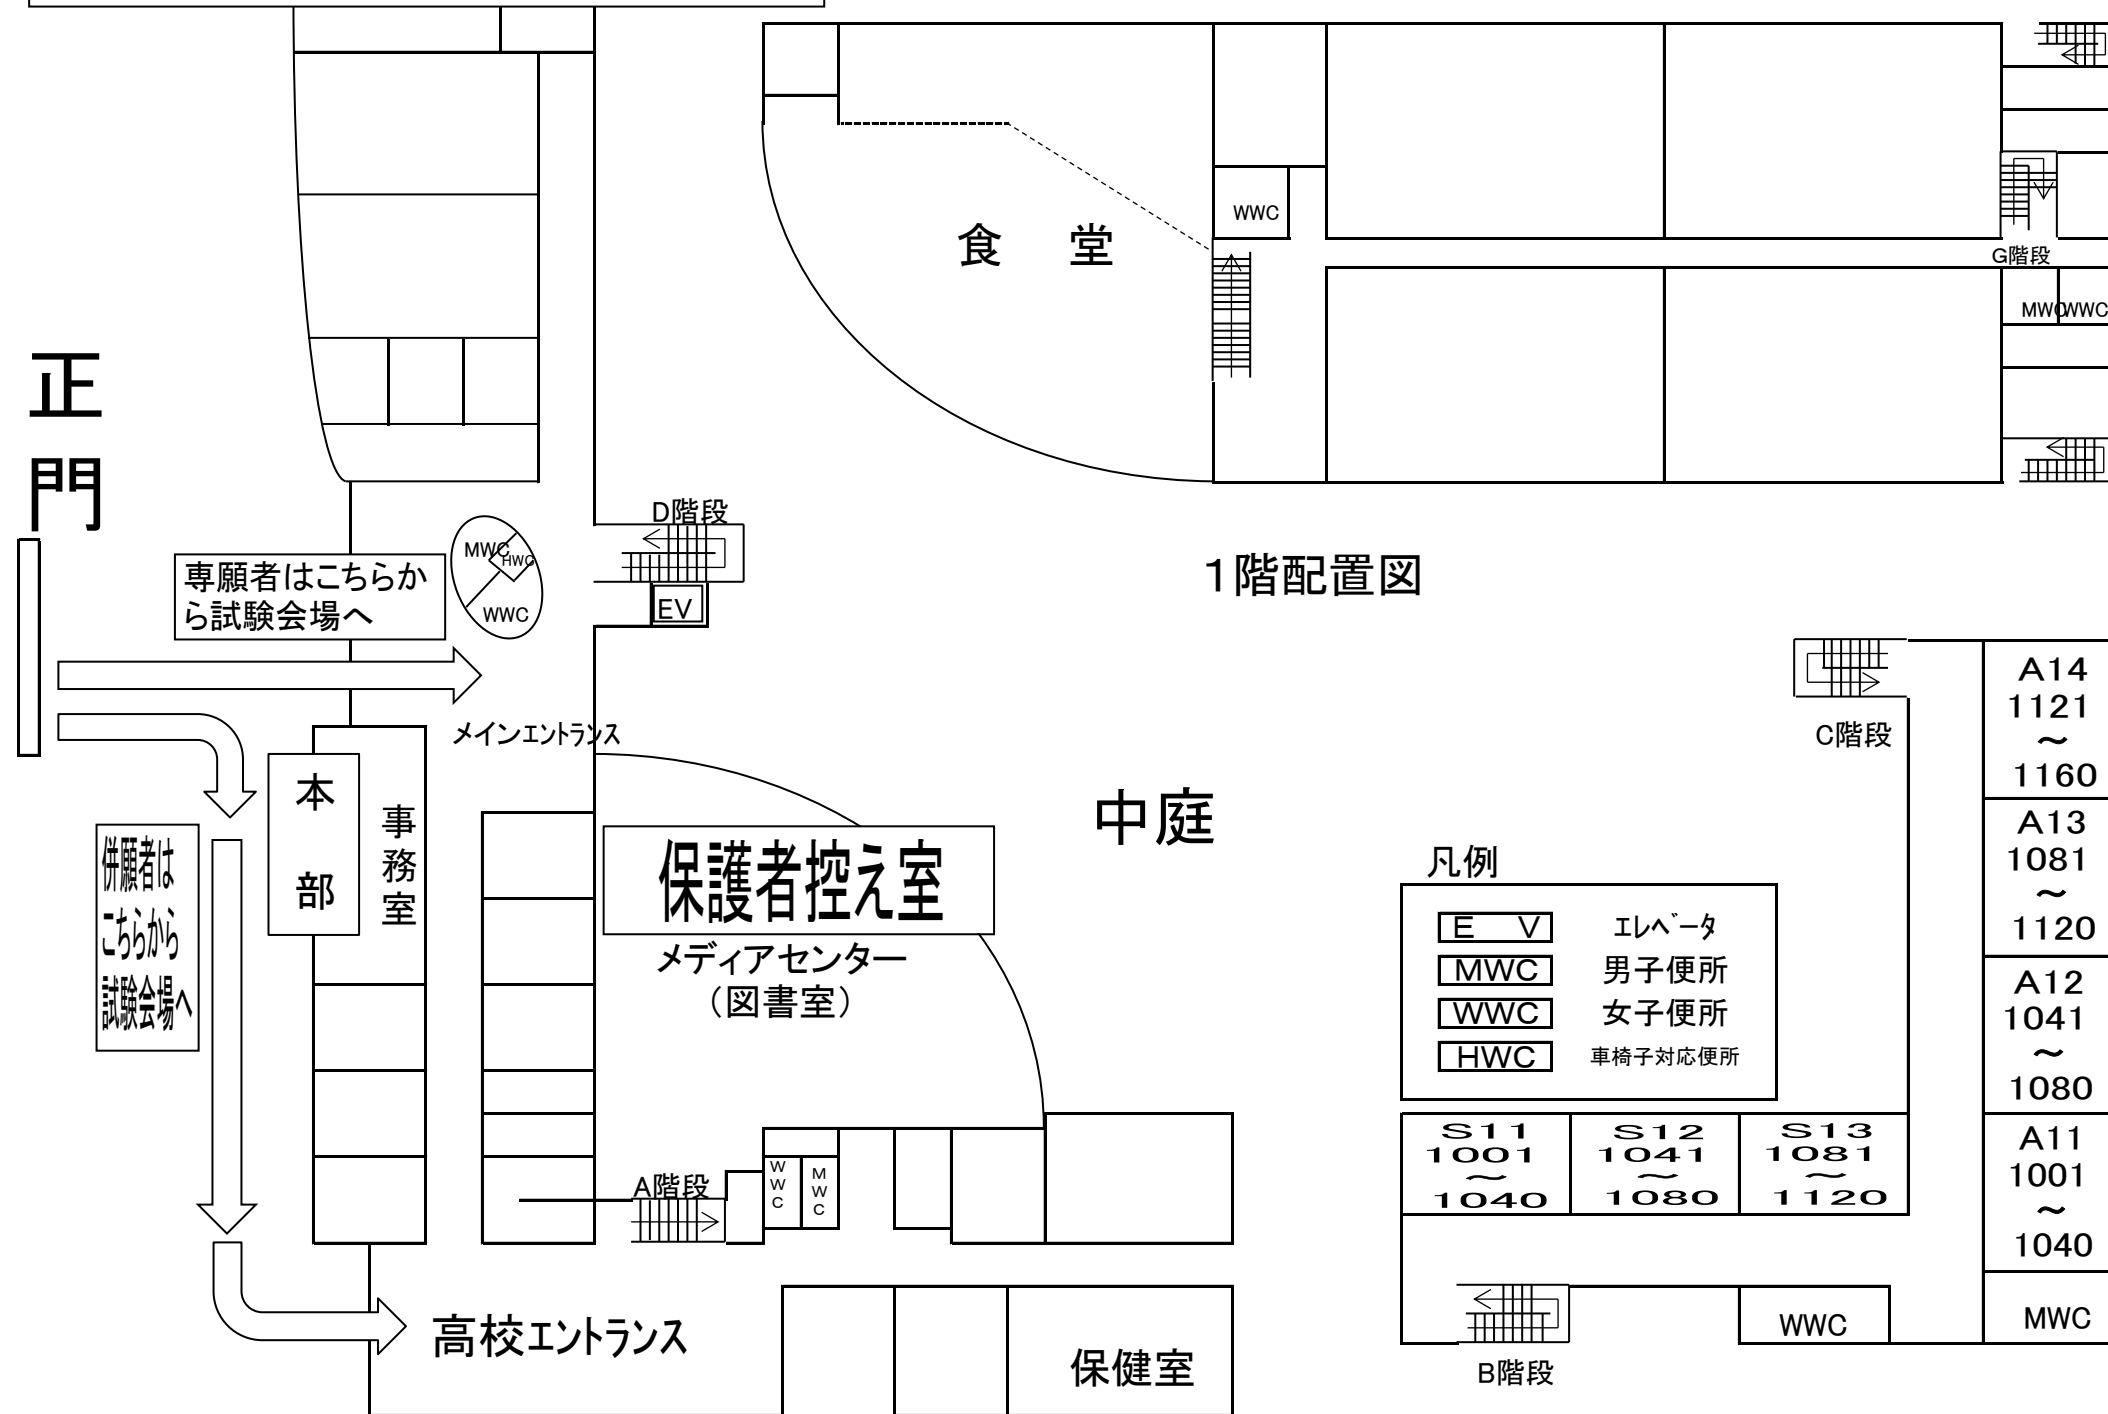 正
門
専願者はこちらか
ら試験会場へ
MWC
HWC
WWC
D階段
EV
メインエントランス
本
部
事
務
室
併願者は
こちらから
試験会場へ
保護者控え室
メディアセンター
（図書室）
A階段
W
W
C
M
W
C
高校エントランス
保健室
食　堂
WWC
G階段
MWC
WWC
1階配置図
中庭
C階段
凡例
E　V　エレベータ
MWC　男子便所
WWC　女子便所
HWC　車椅子対応便所
S11
1001
～
1040
S12
1041
～
1080
S13
1081
～
1120
A14
1121
～
1160
A13
1081
～
1120
A12
1041
～
1080
A11
1001
～
1040
MWC
WWC
B階段